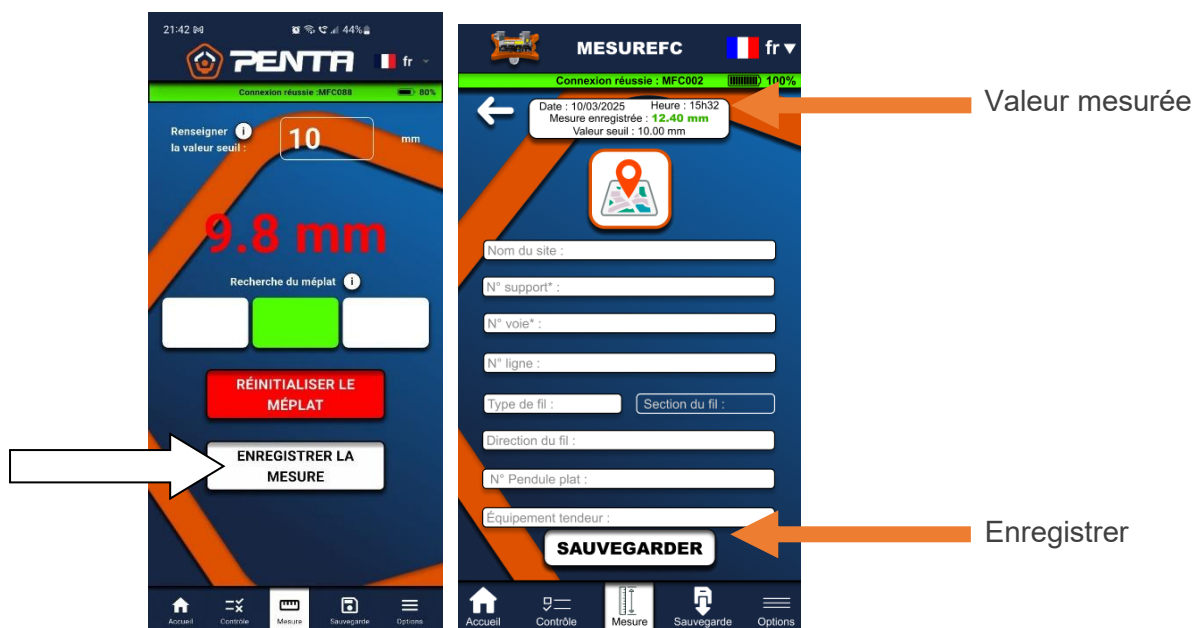 21:42 44%
PENTA fr
Connexion réussie :MFC088 80%
Renseigner i
la valeur seuil : 10 mm
9.8 mm
Recherche du méplat i
RÉINITIALISER LE
MÉPLAT
ENREGISTRER LA
MESURE
Accueil Contrôle Mesure Sauvegarde Options
MESUREFC fr
Connexion réussie : MFC002 100%
Date : 10/03/2025 Heure : 15h32
Mesure enregistrée : 12.40 mm
Valeur seuil : 10.00 mm
Nom du site :
N° support* :
N° voie* :
N° ligne :
Type de fil : Section du fil :
Direction du fil :
N° Pendule plat :
Équipement tendeur :
SAUVEGARDER
Accueil Contrôle Mesure Sauvegarde Options
Valeur mesurée
Enregistrer